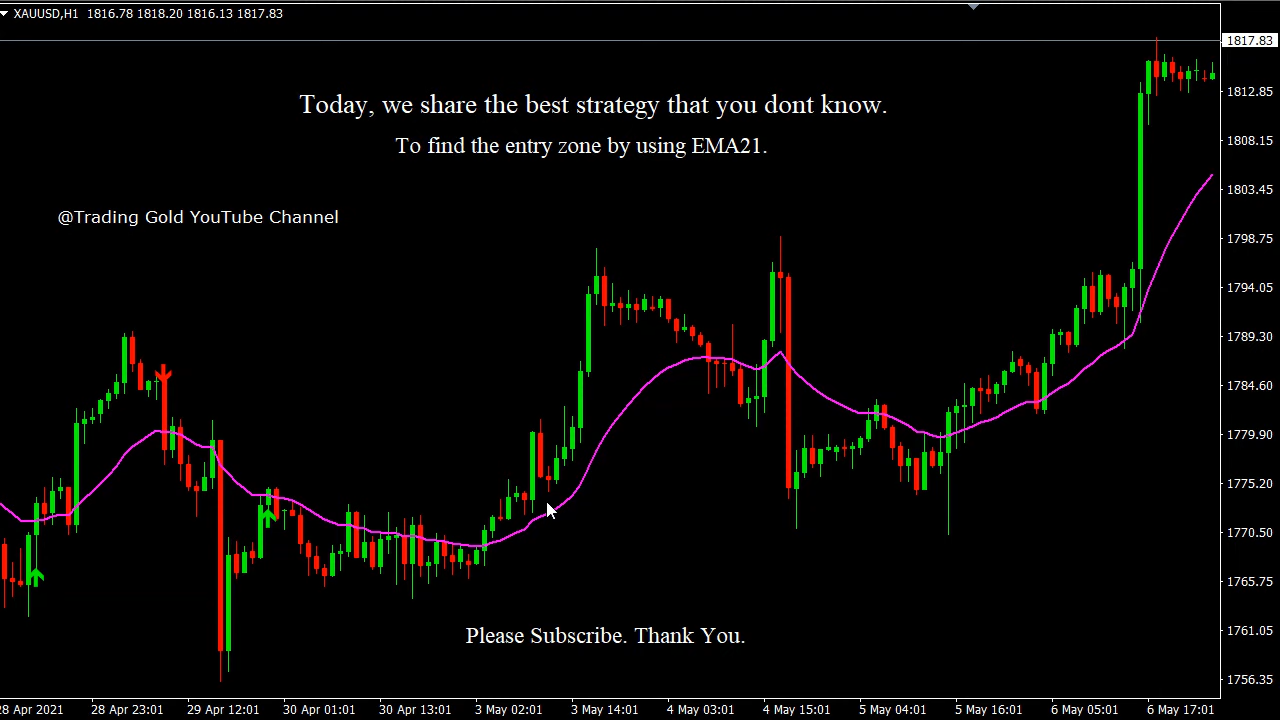 XAUUSD,H1 1816.78 1818.20 1816.13 1817.83
1817.83
1812.85
Today, we share the best strategy that you dont know.
To find the entry zone by using EMA21.
1808.15
1803.45
@Trading Gold YouTube Channel
1798.75
1794.05
1789.30
1784.60
1779.90
1775.20
1770.50
1765.75
Please Subscribe. Thank You.
1761.05
1756.35
28 Apr 2021 28 Apr 23:01 29 Apr 12:01 30 Apr 01:01 30 Apr 13:01 3 May 02:01 3 May 14:01 4 May 03:01 4 May 15:01 5 May 04:01 5 May 16:01 6 May 05:01 6 May 17:01